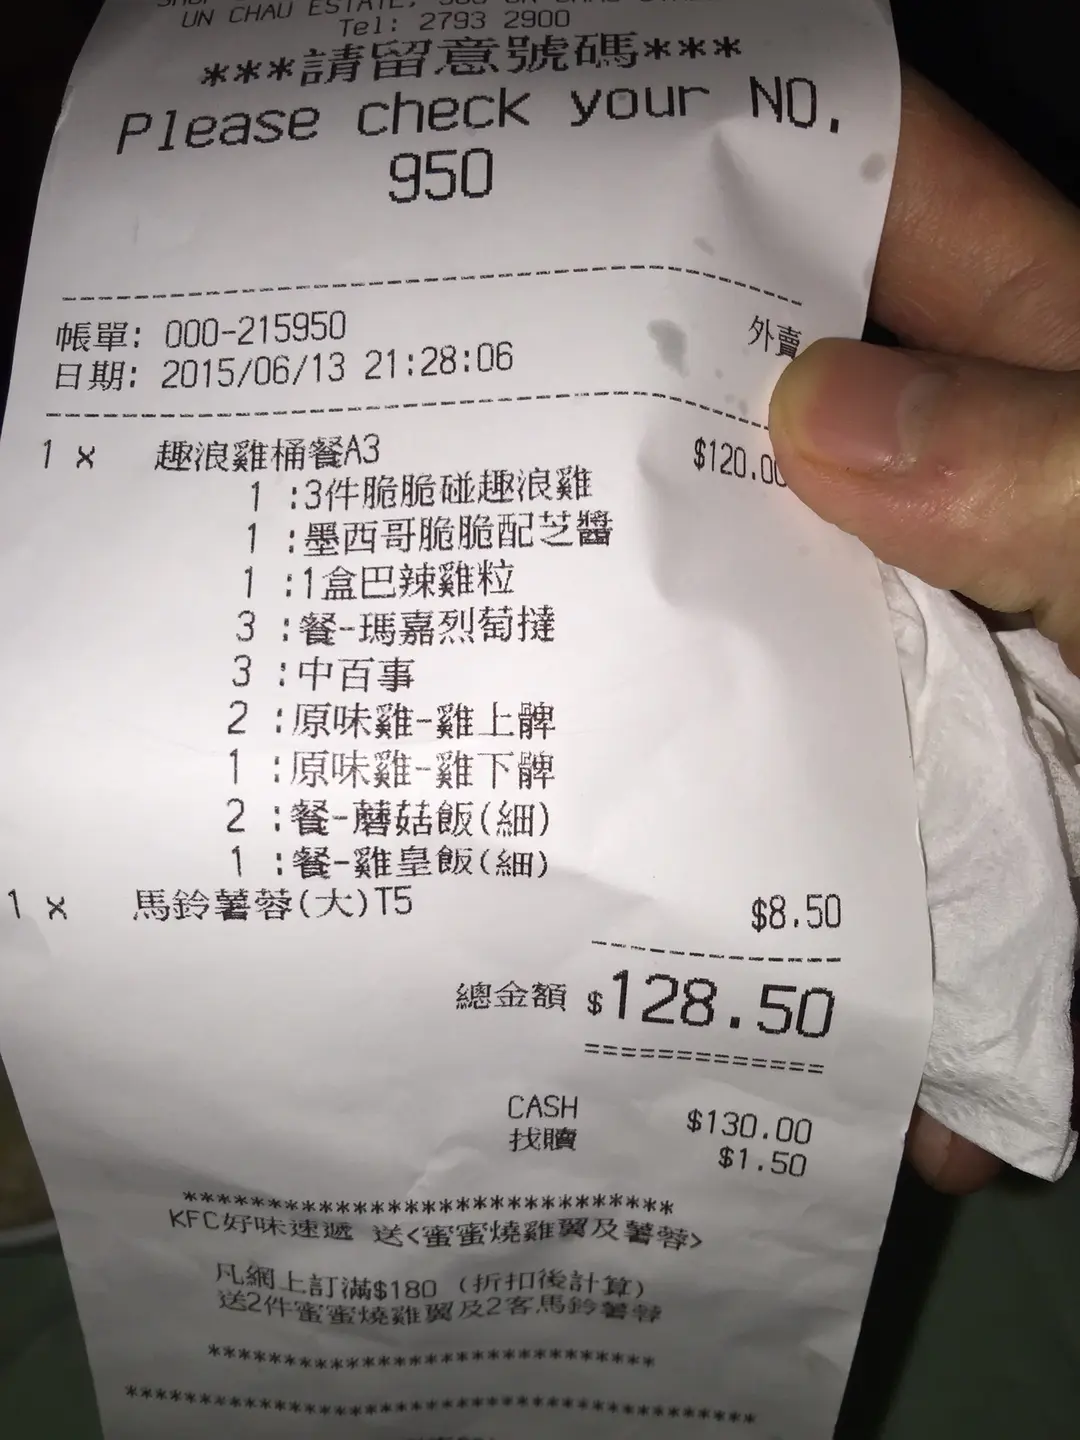 UN CHAU ESTATE,
Tel: 2793 2900
***請留意號碼***
Please check your NO.
950
帳單: 000-215950 外賣
日期: 2015/06/13 21:28:06
1 x 趣浪雞桶餐A3 $120.00
1 :3件脆脆碰趣浪雞
1 :墨西哥脆脆配芝醬
1 :1盒巴辣雞粒
3 :餐-瑪嘉烈萄撻
3 :中百事
2 :原味雞-雞上髀
1 :原味雞-雞下髀
2 :餐-蘑菇飯(細)
1 :餐-雞皇飯(細)
1 x 馬鈴薯蓉(大)T5 $8.50
總金額 $128.50
=============
CASH $130.00
找贖 $1.50
******************************
KFC好味速遞 送<蜜蜜燒雞翼及薯蓉>
凡網上訂滿$180 (折扣後計算)
送2件蜜蜜燒雞翼及2客馬鈴薯蓉
******************************
******************************